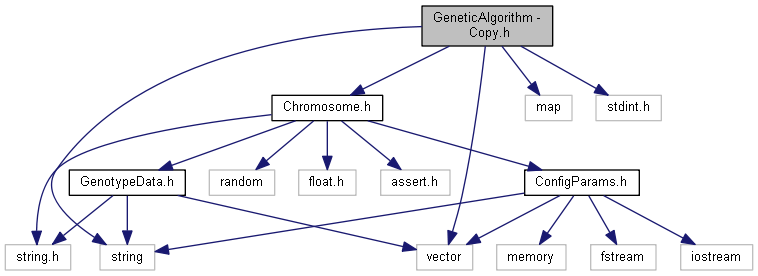 GeneticAlgorithm -
Copy.h
Chromosome.h
map
stdint.h
GenotypeData.h
random
float.h
assert.h
ConfigParams.h
string.h
string
vector
memory
fstream
iostream